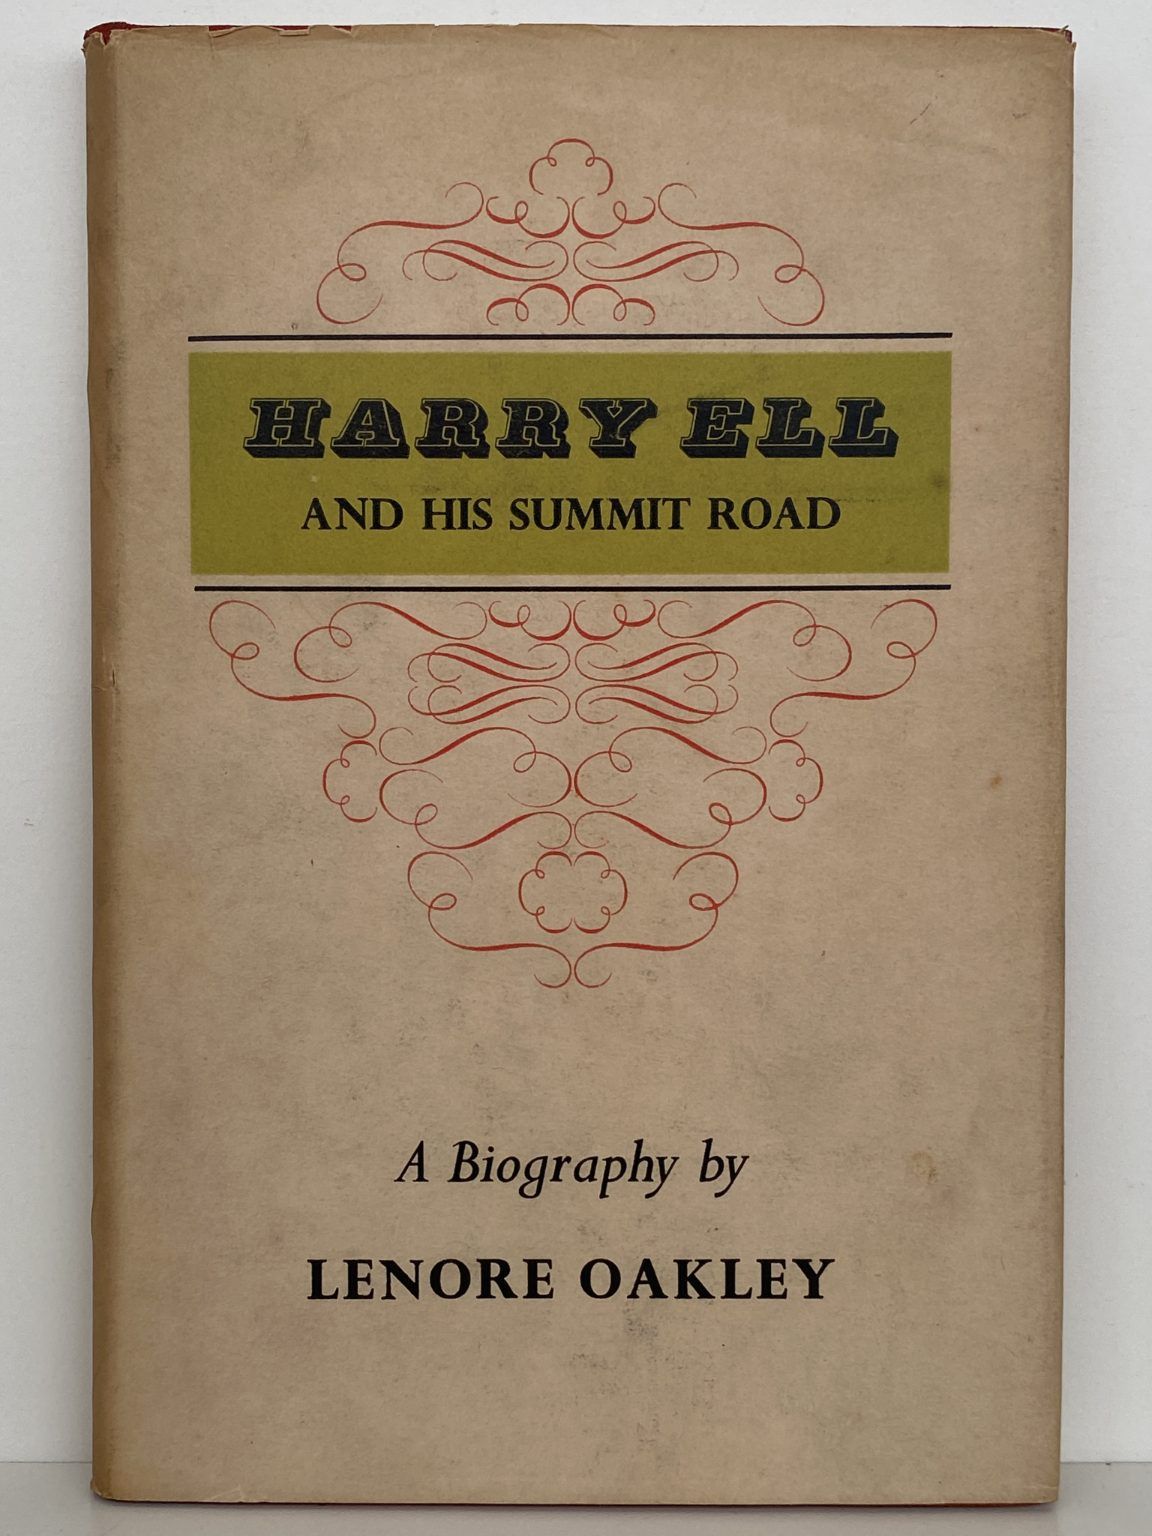 HARRY ELL
AND HIS SUMMIT ROAD
A Biography by
LENORE OAKLEY